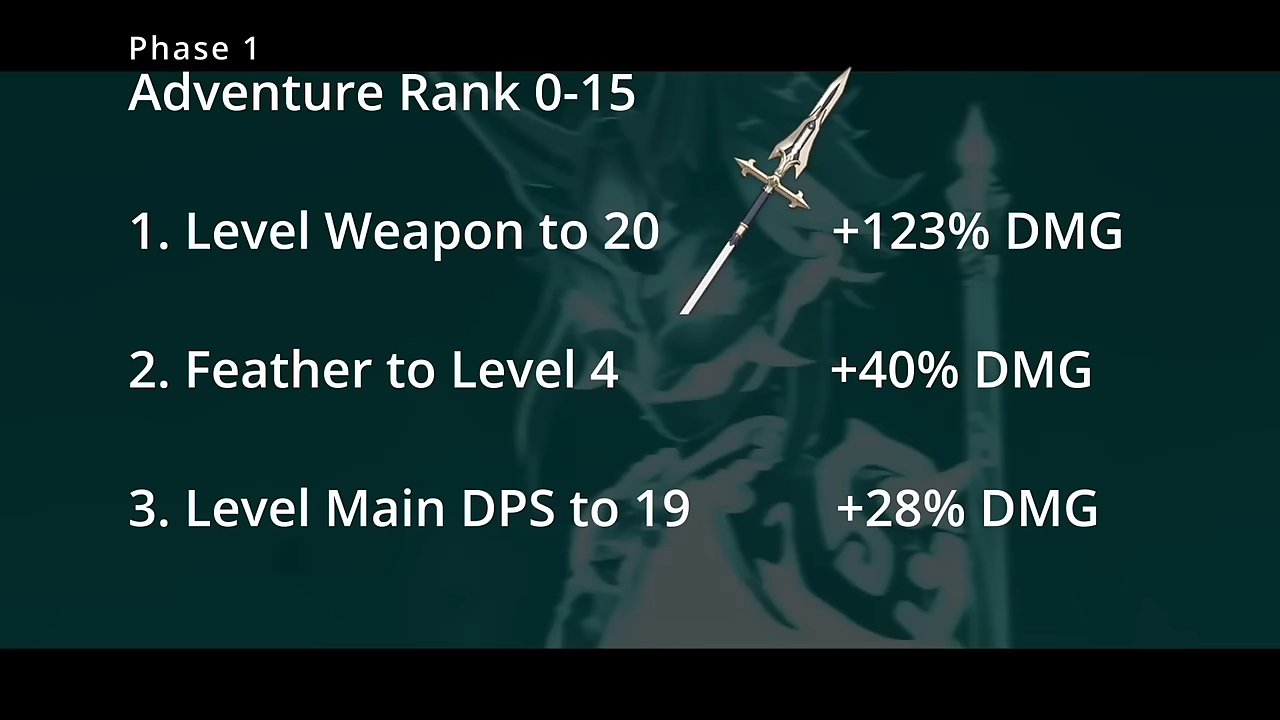 Phase 1
Adventure Rank 0-15
1. Level Weapon to 20 +123% DMG
2. Feather to Level 4 +40% DMG
3. Level Main DPS to 19 +28% DMG